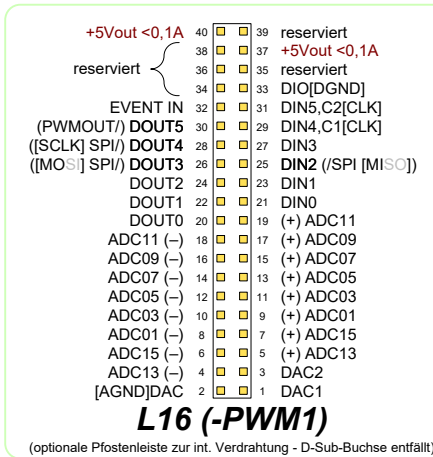 +5Vout <0,1A 40 39 reserviert
38 37 +5Vout <0,1A
reserviert 36 35 reserviert
34 33 DIO[DGND]
EVENT IN 32 31 DIN5,C2[CLK]
(PWMOUT/) DOUT5 30 29 DIN4,C1[CLK]
([SCLK] SPI/) DOUT4 28 27 DIN3
([MOSI] SPI/) DOUT3 26 25 DIN2 (/SPI [MISO])
DOUT2 24 23 DIN1
DOUT1 22 21 DIN0
DOUT0 20 19 (+) ADC11
ADC11 (–) 18 17 (+) ADC09
ADC09 (–) 16 15 (+) ADC07
ADC07 (–) 14 13 (+) ADC05
ADC05 (–) 12 11 (+) ADC03
ADC03 (–) 10 9 (+) ADC01
ADC01 (–) 8 7 (+) ADC15
ADC15 (–) 6 5 (+) ADC13
ADC13 (–) 4 3 DAC2
[AGND]DAC 2 1 DAC1
L16 (-PWM1)
(optionale Pfostenleiste zur int. Verdrahtung - D-Sub-Buchse entfällt)